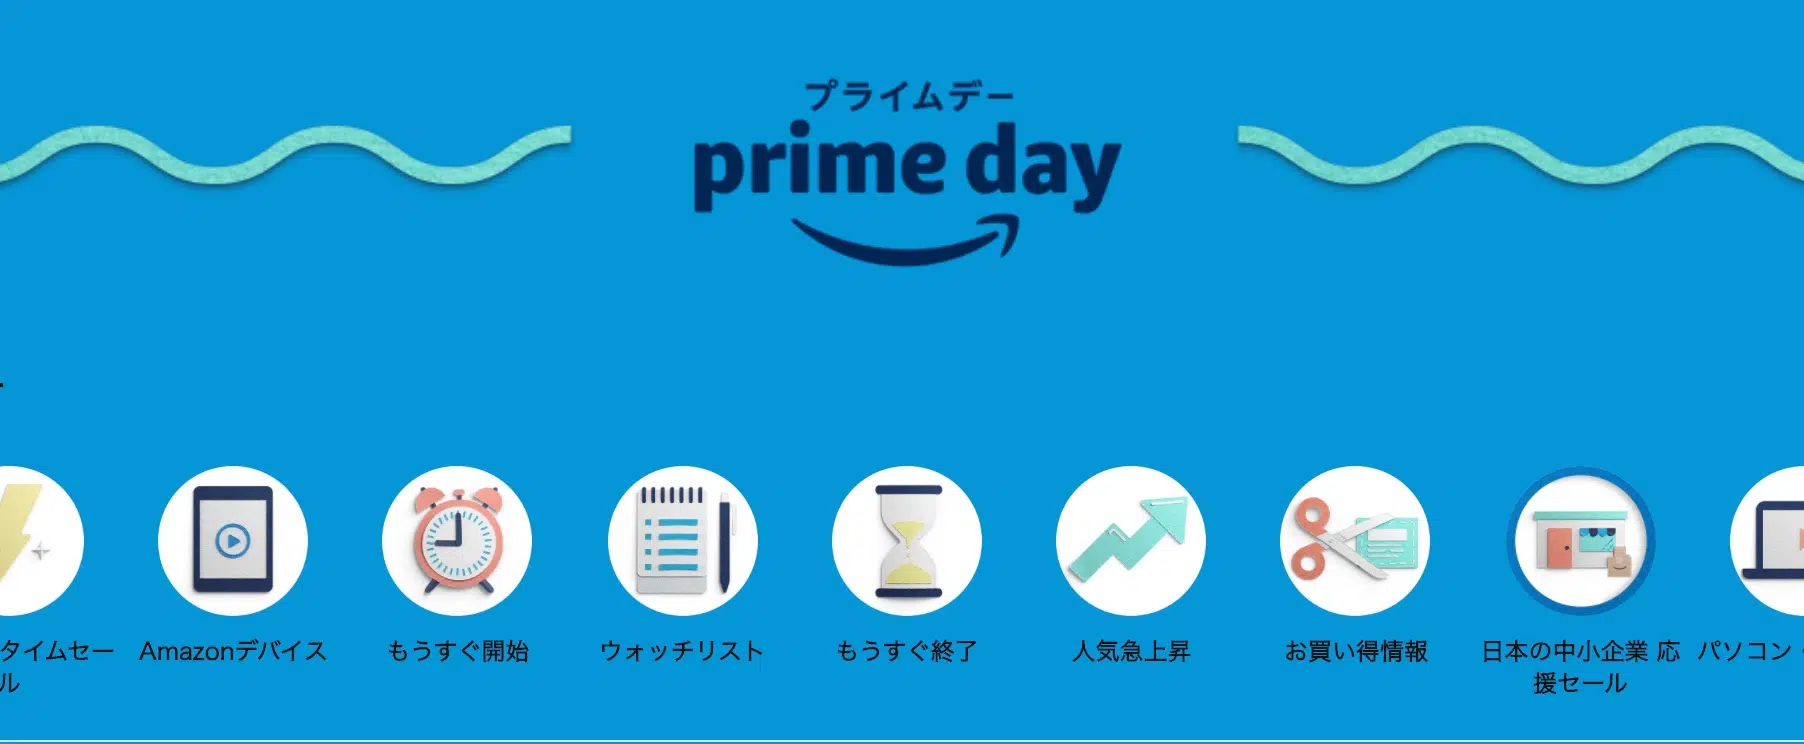 プライムデー
prime day
タイムセー
ル
Amazonデバイス
もうすぐ開始
ウォッチリスト
もうすぐ終了
人気急上昇
お買い得情報
日本の中小企業 応
援セール
パソコン・